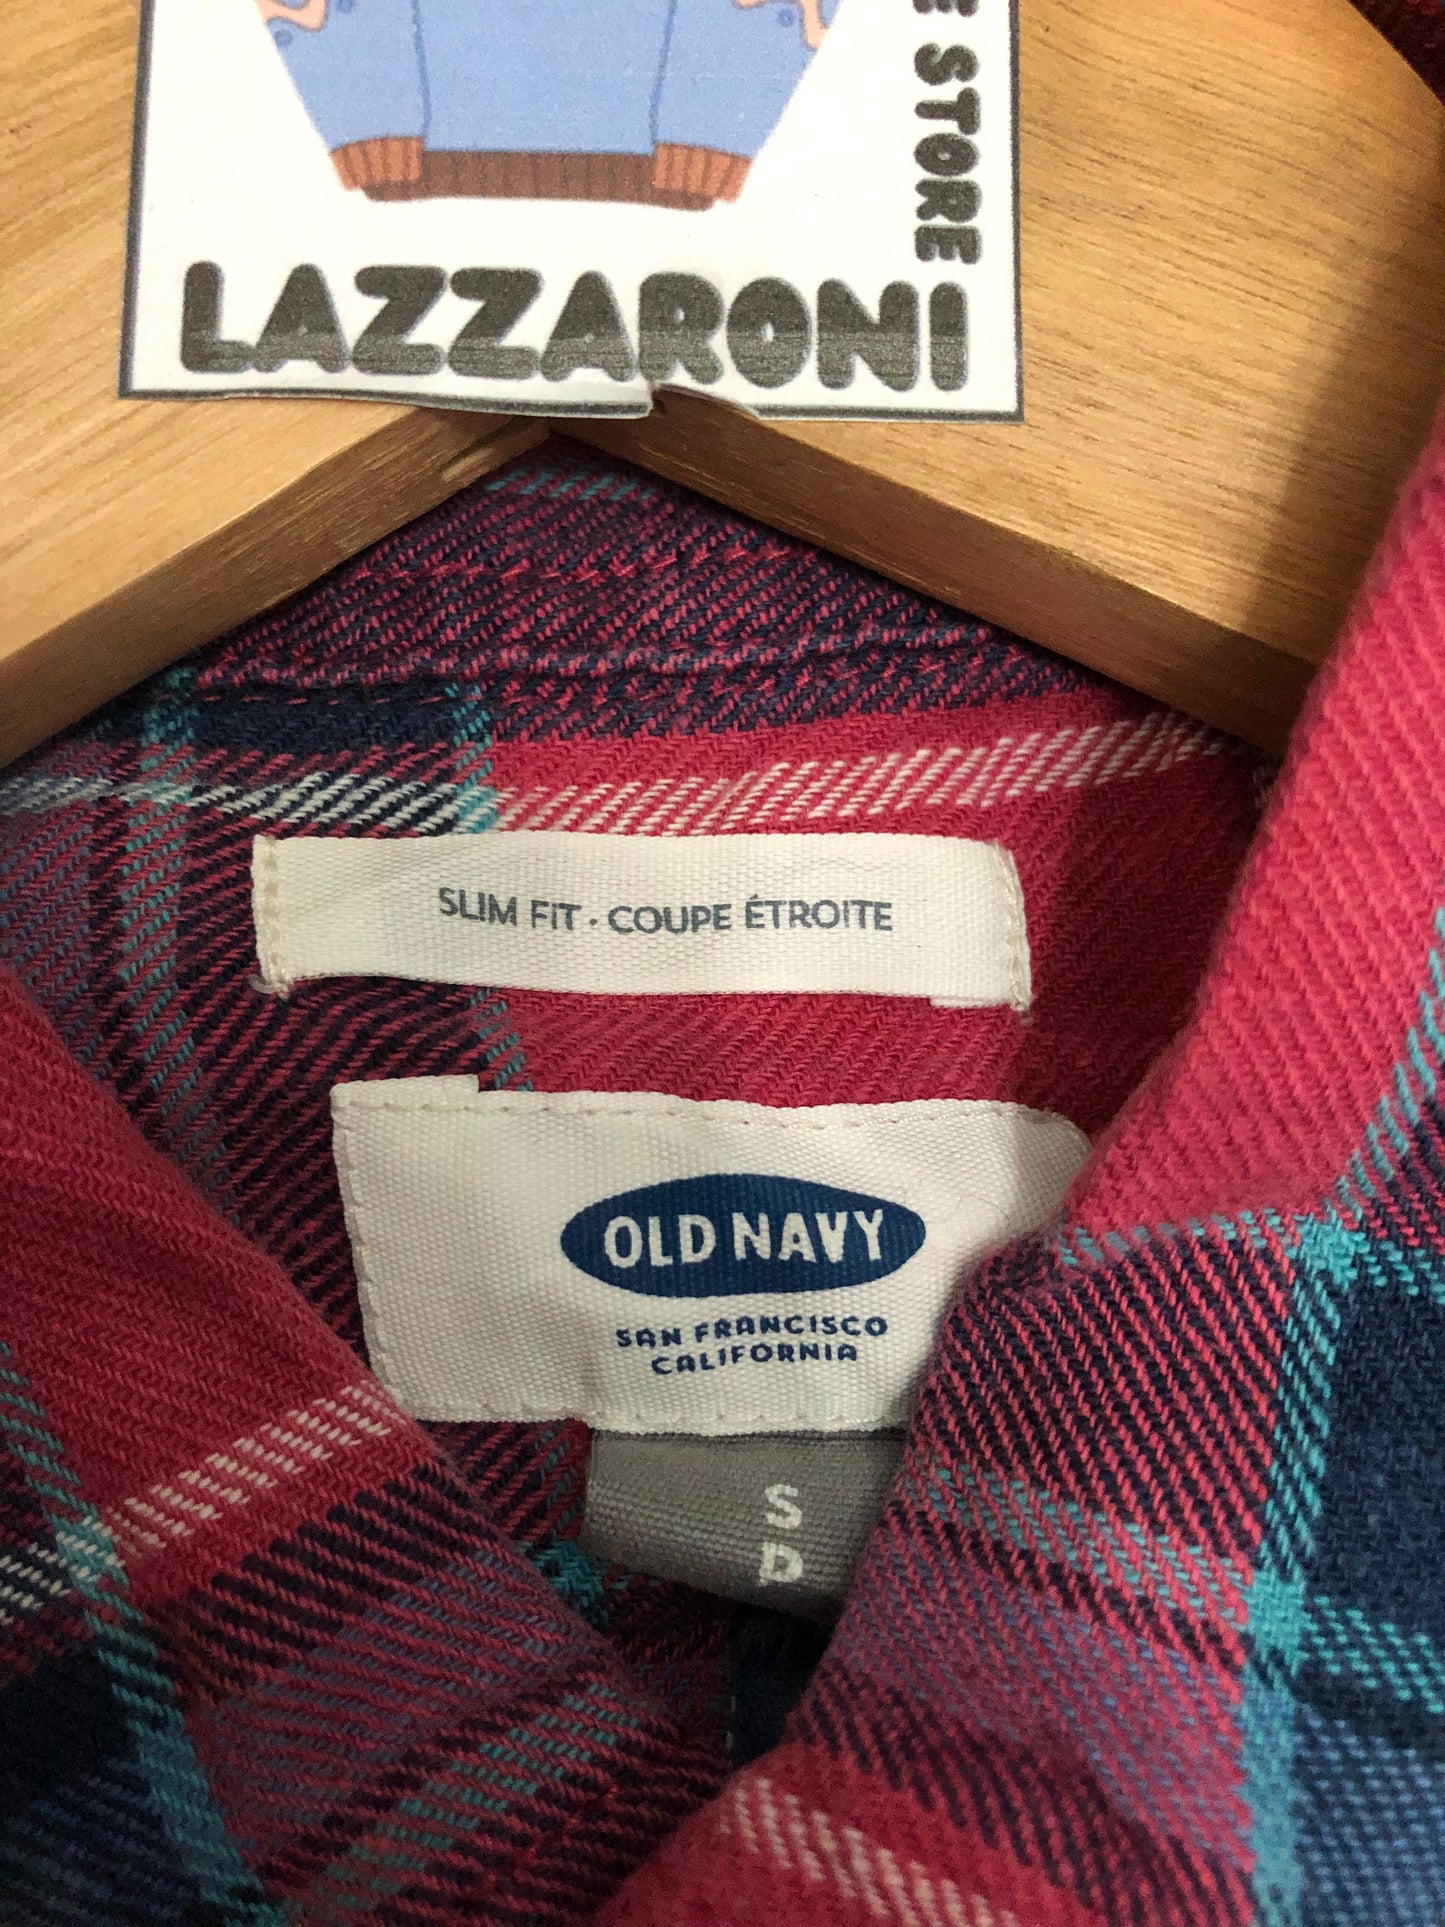 E STORE
LAZZARONI
SLIM FIT · COUPE ÉTROITE
OLD NAVY
SAN FRANCISCO
CALIFORNIA
S
P